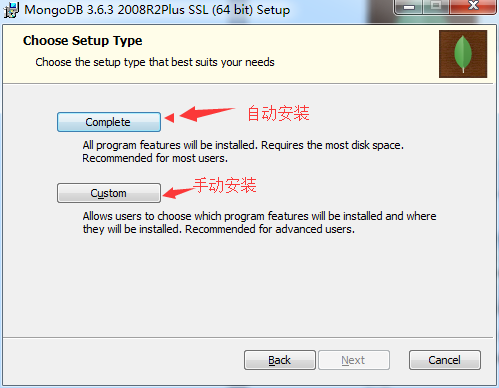 MongoDB 3.6.3 2008R2Plus SSL (64 bit) Setup
Choose Setup Type
Choose the setup type that best suits your needs
Complete
自动安装
All program features will be installed. Requires the most disk space.
Recommended for most users.
Custom
手动安装
Allows users to choose which program features will be installed and where
they will be installed. Recommended for advanced users.
Back
Next
Cancel